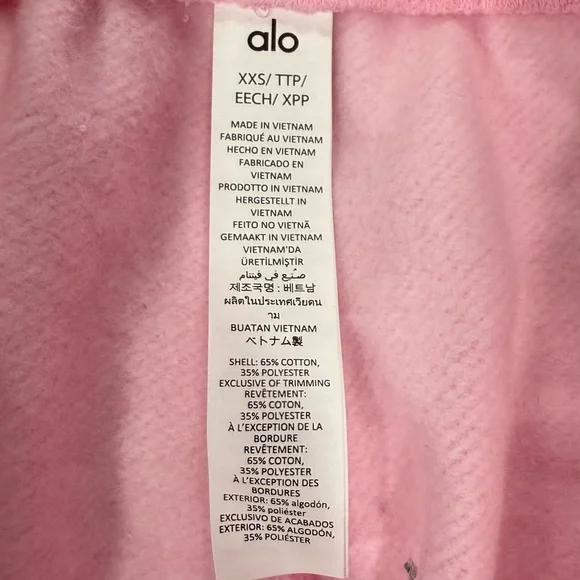 alo
XXS/ TTP/
EECH/ XPP
MADE IN VIETNAM
FABRIQUÉ AU VIETNAM
HECHO EN VIETNAM
FABRICADO EN
VIETNAM
PRODOTTO IN VIETNAM
HERGESTELLT IN
VIETNAM
FEITO NO VIETNÃ
GEMAAKT IN VIETNAM
VIETNAM'DA
ÜRETİLMİŞTİR
صُنِع في فيتنام
제조국명 : 베트남
ผลิตในประเทศเวียดน
าม
BUATAN VIETNAM
ベトナム製
SHELL: 65% COTTON,
35% POLYESTER
EXCLUSIVE OF TRIMMING
REVÊTEMENT:
65% COTON,
35% POLYESTER
À L'EXCEPTION DE LA
BORDURE
REVÊTEMENT:
65% COTON,
35% POLYESTER
À L'EXCEPTION DES
BORDURES
EXTERIOR: 65% algodón,
35% poliéster
EXCLUSIVO DE ACABADOS
EXTERIOR: 65% ALGODÓN,
35% POLIÉSTER